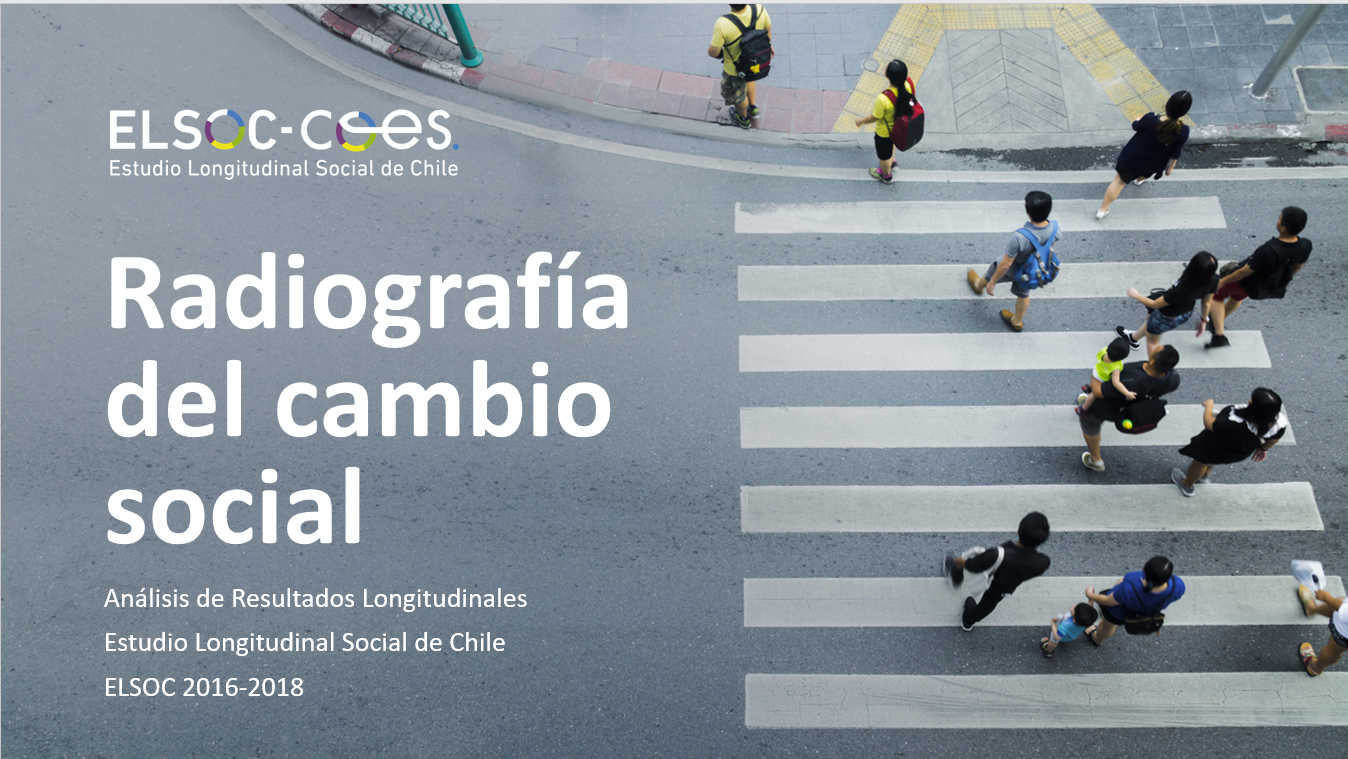 ELSOC-COES.
Estudio Longitudinal Social de Chile
Radiografía
del cambio
social
Análisis de Resultados Longitudinales
Estudio Longitudinal Social de Chile
ELSOC 2016-2018